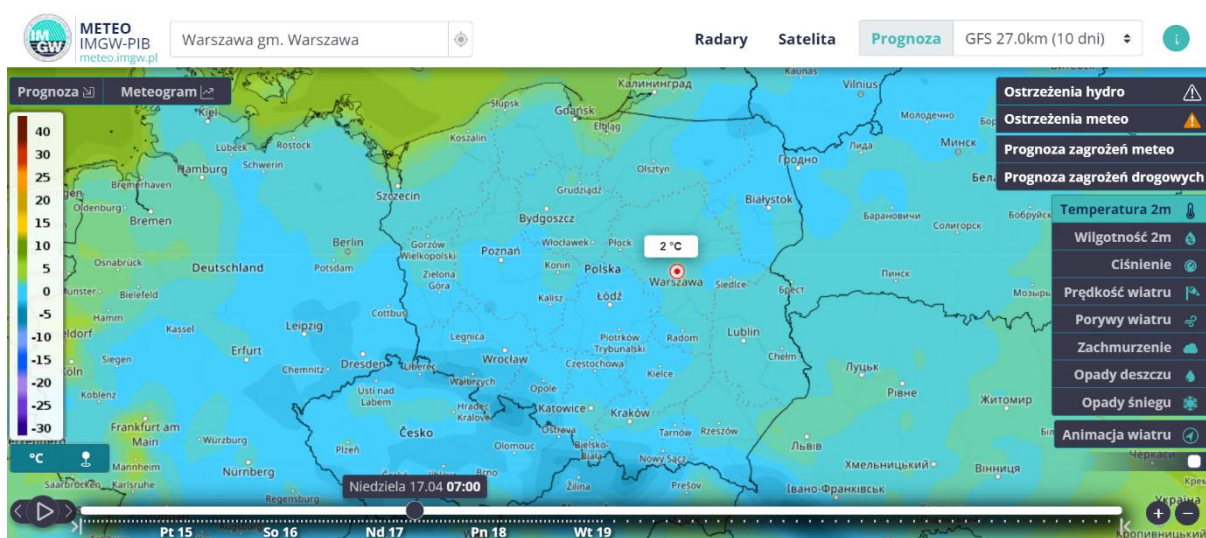 IM
GW
METEO
IMGW-PIB
meteo.imgw.pl
Warszawa gm. Warszawa
Radary
Satelita
Prognoza
GFS 27.0km (10 dni)
i
Prognoza
Meteogram
40
30
25
20
15
10
5
0
-5
-10
-15
-20
-25
-30
°C
Ostrzeżenia hydro
Ostrzeżenia meteo
Prognoza zagrożeń meteo
Prognoza zagrożeń drogowych
Temperatura 2m
Wilgotność 2m
Ciśnienie
Prędkość wiatru
Porywy wiatru
Zachmurzenie
Opady deszczu
Opady śniegu
Animacja wiatru
Kaunas
Vilnius
Калининград
Kiel
Słupsk
Gdańsk
Elbląg
Молодечно
Koszalin
Lübeck
Rostock
Лида
Минск
Hamburg
Schwerin
Olsztyn
Гродно
Bremerhaven
Szczecin
Grudziądz
Białystok
Oldenburg
Bremen
Bydgoszcz
Барановичи
Солигорск
Бобруйск
Berlin
Gorzów
Wielkopolski
Poznań
Włocławek
Płock
2 °C
Osnabrück
Deutschland
Potsdam
Zielona
Góra
Konin
Polska
Warszawa
Siedlce
Брест
Пинск
Мозырь
Münster
Bielefeld
Kalisz
Łódź
Hamm
Cottbus
Kassel
Leipzig
Legnica
Piotrków
Trybunalski
Radom
Lublin
Siegen
Erfurt
Chemnitz
Dresden
Liberec
Wrocław
Częstochowa
Kielce
Chełm
Луцьк
Рівне
Житомир
Köln
Koblenz
Ústí nad
Labem
Wałbrzych
Opole
Hradec
Králové
Katowice
Kraków
Frankfurt am
Main
Würzburg
Plzeň
Česko
Olomouc
Ostrava
Bielsko-
Biała
Tarnów
Rzeszów
Nowy Sącz
Львів
Mannheim
Nürnberg
Brno
Хмельницький
Вінниця
Черкаси
Saarbrücken
Karlsruhe
Regensburg
Žilina
Prešov
Івано-Франківськ
Україна
Кропивницький
Niedziela 17.04 07:00
Pt 15
So 16
Nd 17
Pn 18
Wt 19
+
−